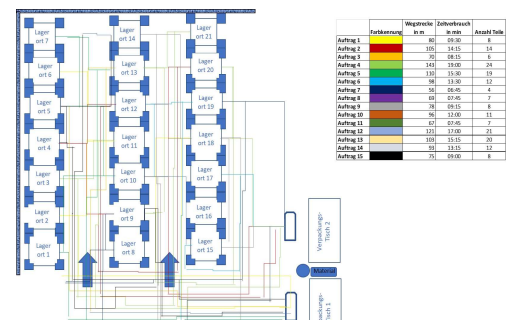 Lager
ort 7
Lager
ort 6
Lager
ort 5
Lager
ort 4
Lager
ort 3
Lager
ort 2
Lager
ort 1
Lager
ort 14
Lager
ort 13
Lager
ort 12
Lager
ort 11
Lager
ort 10
Lager
ort 9
Lager
ort 8
Lager
ort 21
Lager
ort 20
Lager
ort 19
Lager
ort 18
Lager
ort 17
Lager
ort 16
Lager
ort 15
Verpackungs-
Tisch 2
Material
Tisch 1
Wegstrecke Zeitverbrauch
Farbkennung in m in min Anzahl Teile
Auftrag 1 80 09:30 8
Auftrag 2 105 14:15 14
Auftrag 3 70 08:15 6
Auftrag 4 143 19:00 24
Auftrag 5 110 15:30 19
Auftrag 6 98 13:30 12
Auftrag 7 56 06:45 4
Auftrag 8 69 07:45 7
Auftrag 9 78 09:15 8
Auftrag 10 96 12:00 11
Auftrag 11 67 07:45 7
Auftrag 12 121 17:00 21
Auftrag 13 103 15:15 20
Auftrag 14 93 13:15 12
Auftrag 15 75 09:00 8